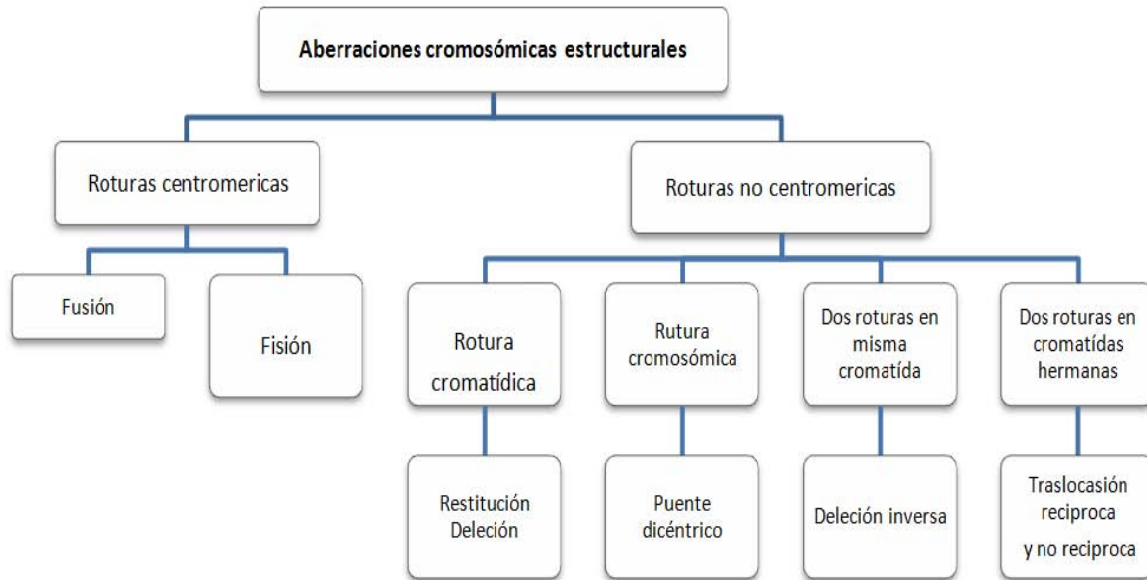 Aberraciones cromosómicas estructurales
Roturas centromericas
Roturas no centromericas
Fusión
Fisión
Rotura
cromatídica
Rutura
cromosómica
Dos roturas en
misma
cromatída
Dos roturas en
cromatídas
hermanas
Restitución
Deleción
Puente
dicéntrico
Deleción inversa
Traslocasión
reciproca
y no reciproca